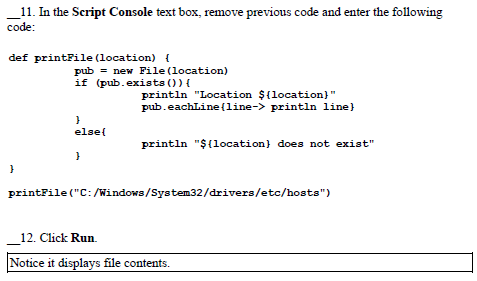 __11. In the Script Console text box, remove previous code and enter the following
code:
def printFile(location) {
pub = new File(location)
if (pub.exists()){
println "Location ${location}"
pub.eachLine{line-> println line}
}
else{
println "${location} does not exist"
}
}
printFile("C:/Windows/System32/drivers/etc/hosts")
__12. Click Run.
Notice it displays file contents.